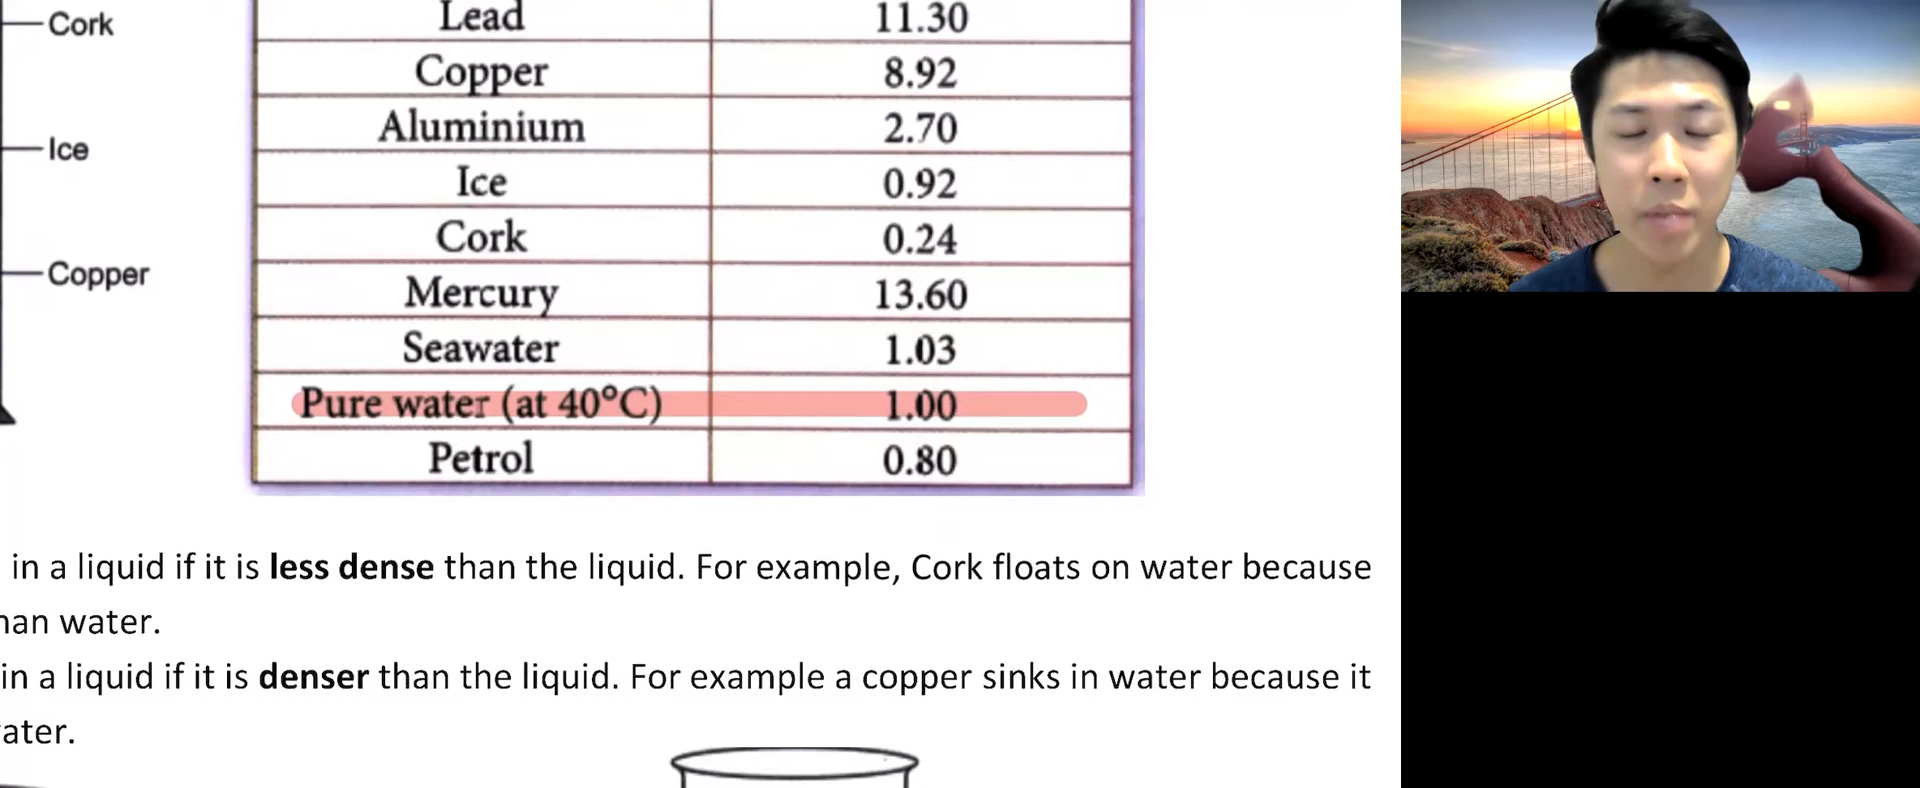 Cork
Ice
Copper
Lead 11.30
Copper 8.92
Aluminium 2.70
Ice 0.92
Cork 0.24
Mercury 13.60
Seawater 1.03
Pure water (at 40°C) 1.00
Petrol 0.80
in a liquid if it is less dense than the liquid. For example, Cork floats on water because
water.
in a liquid if it is denser than the liquid. For example a copper sinks in water because it